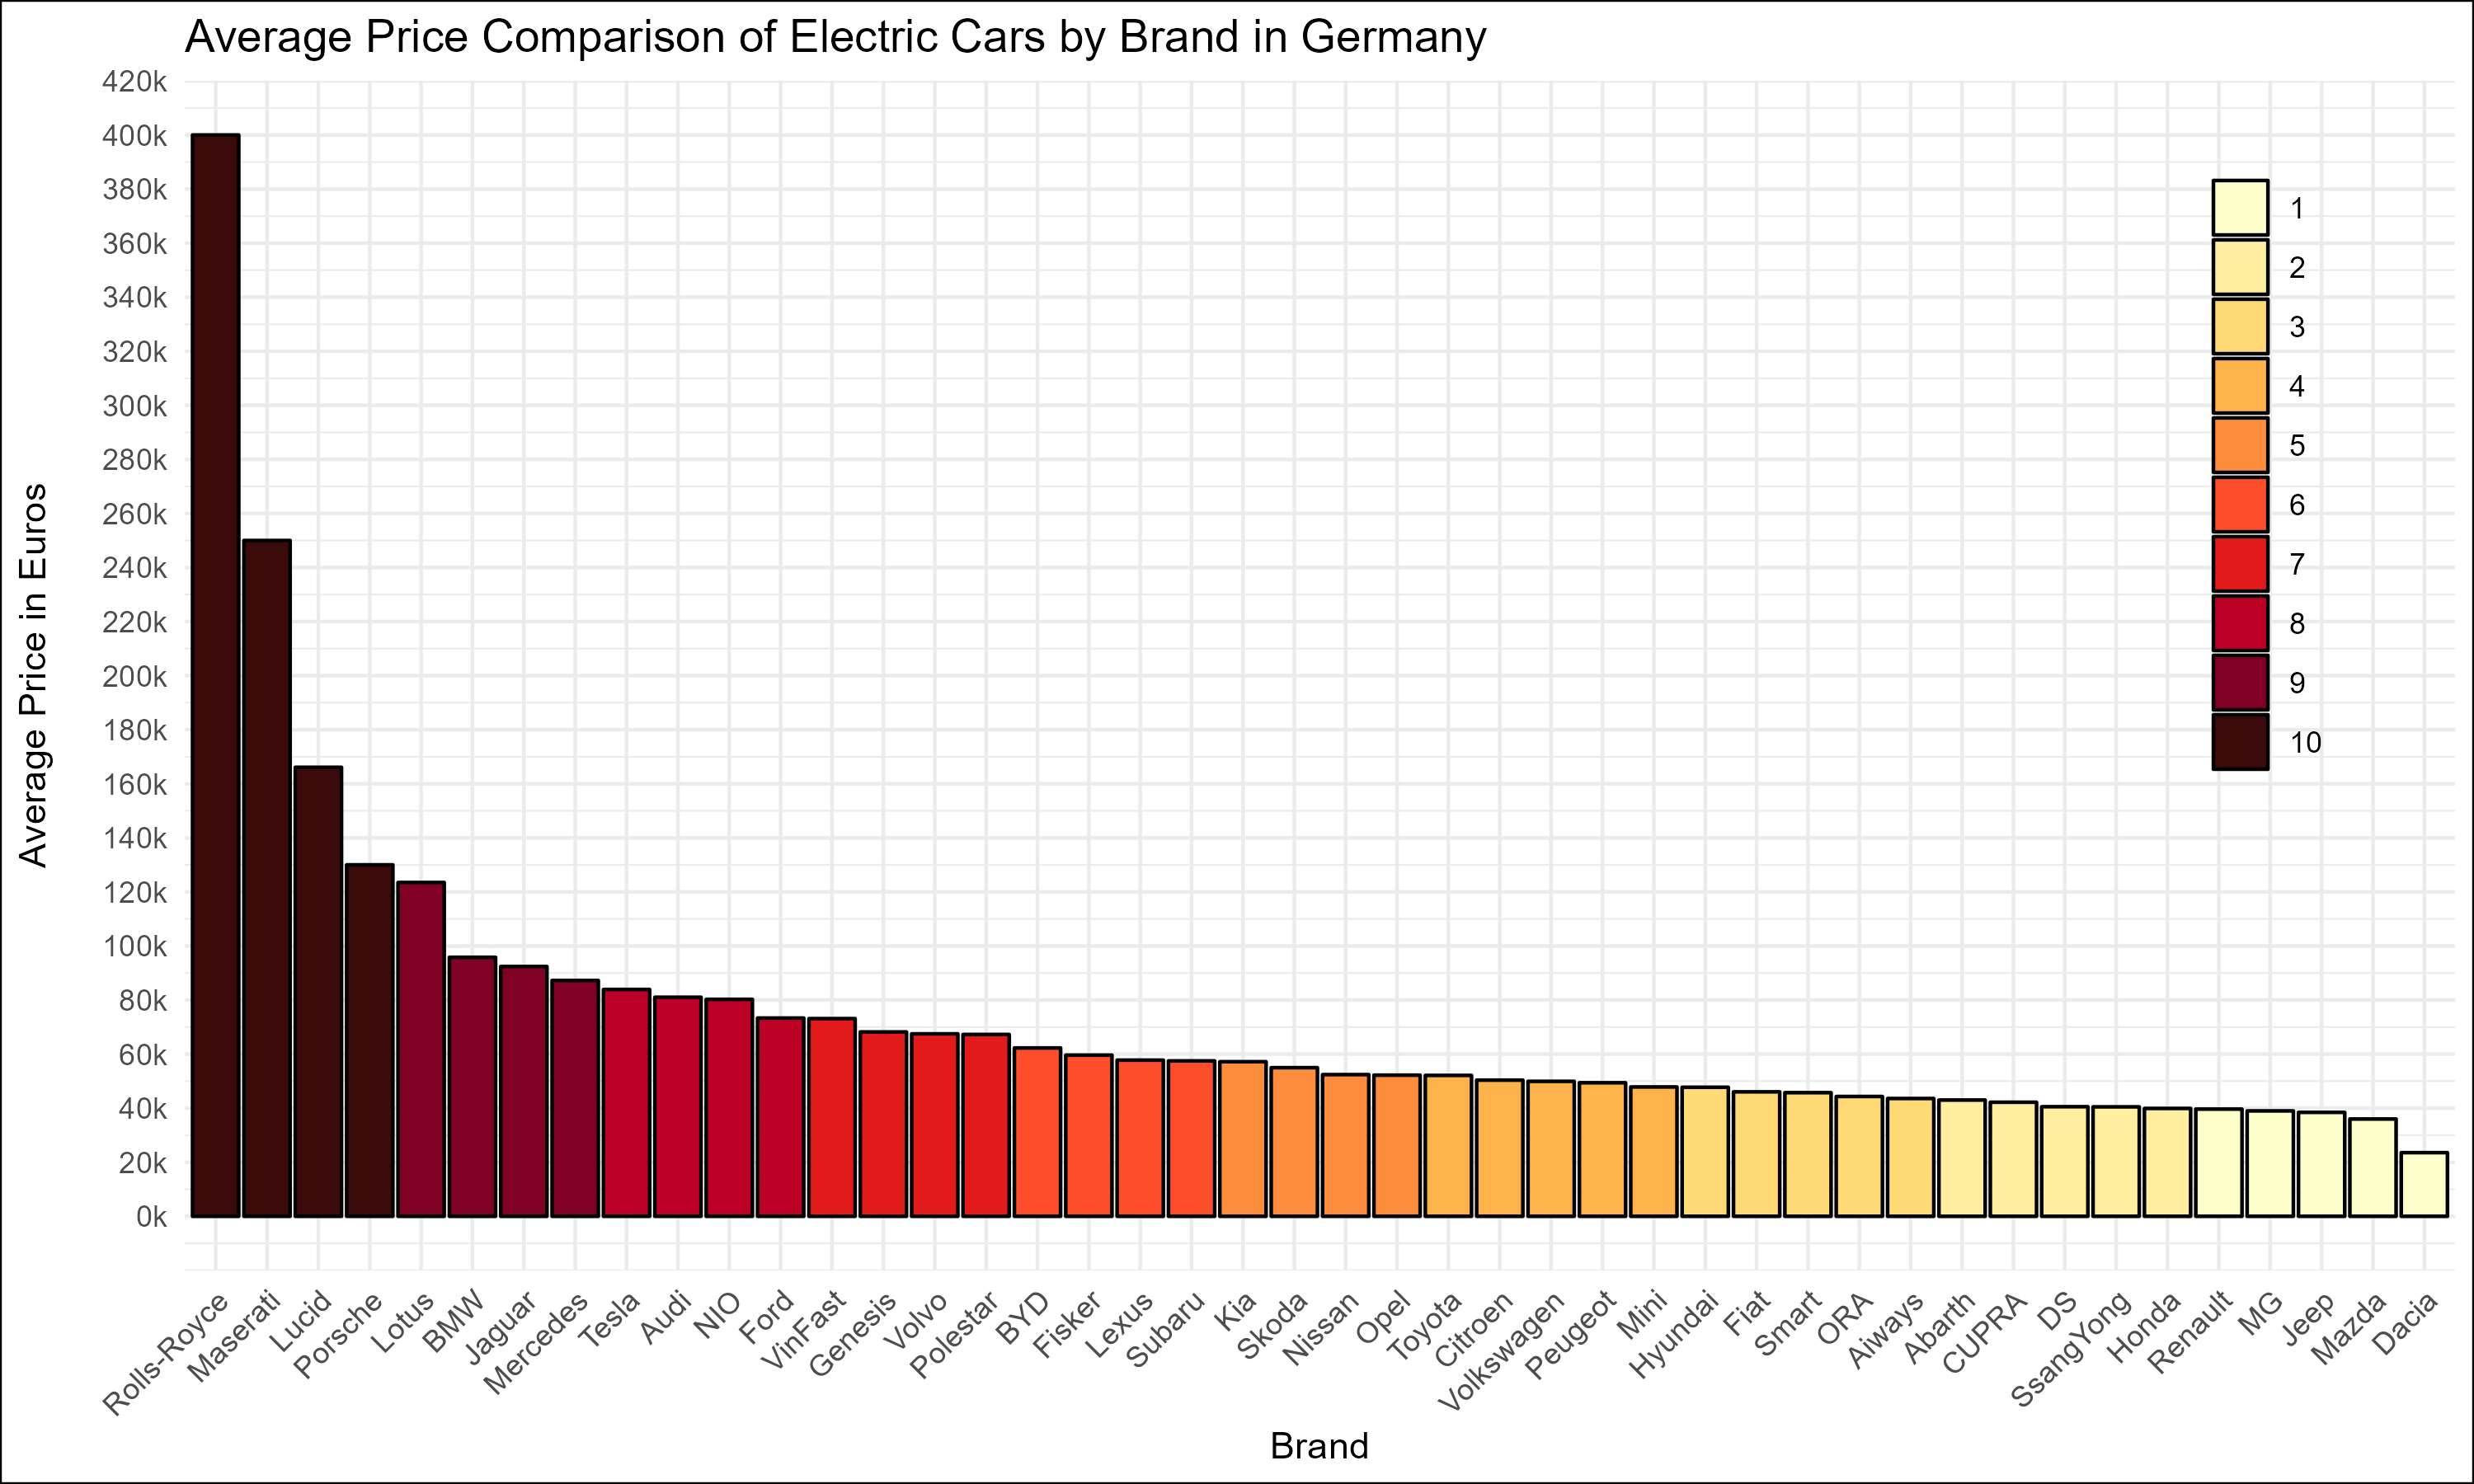 Average Price Comparison of Electric Cars by Brand in Germany
420k
400k
380k
360k
340k
320k
300k
280k
260k
240k
220k
200k
180k
160k
140k
120k
100k
80k
60k
40k
20k
0k
Average Price in Euros
1
2
3
4
5
6
7
8
9
10
Rolls-Royce
Maserati
Lucid
Porsche
Lotus
BMW
Jaguar
Mercedes
Tesla
Audi
NIO
Ford
VinFast
Genesis
Volvo
Polestar
BYD
Fisker
Lexus
Subaru
Kia
Skoda
Nissan
Opel
Toyota
Citroen
Volkswagen
Peugeot
Mini
Hyundai
Fiat
Smart
ORA
Aiways
Abarth
CUPRA
DS
SsangYong
Honda
Renault
MG
Jeep
Mazda
Dacia
Brand